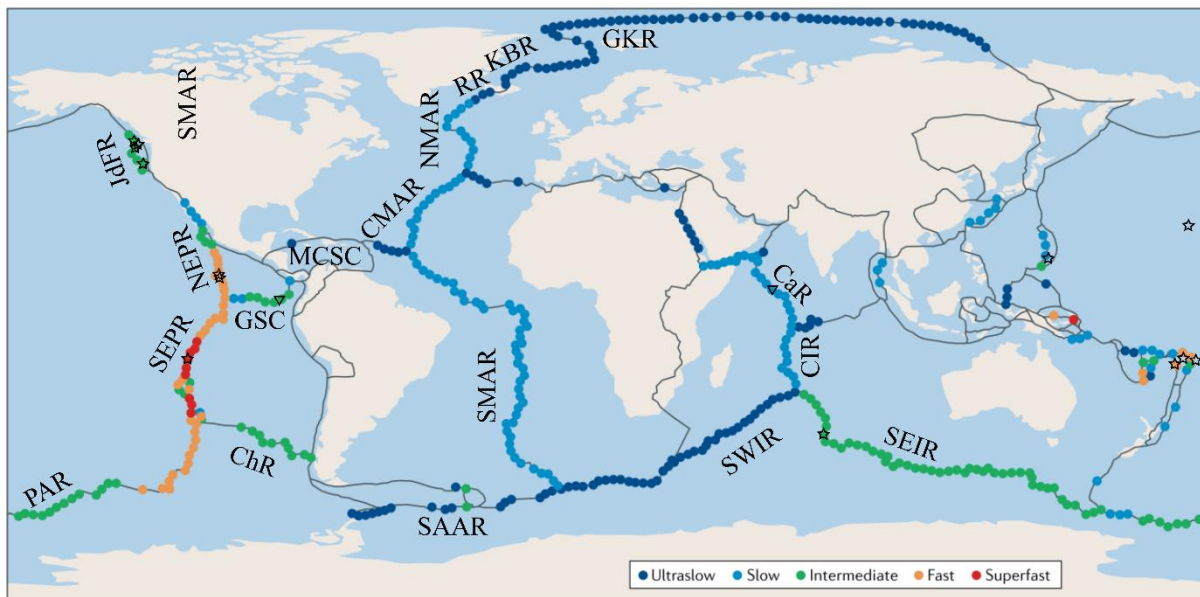 GKR
KBR
RR
SMAR
NMAR
JdFR
CMAR
MCSC
NEPR
CaR
GSC
SEPR
CIR
SMAR
ChR
SWIR
SEIR
PAR
SAAR
Ultraslow Slow Intermediate Fast Superfast